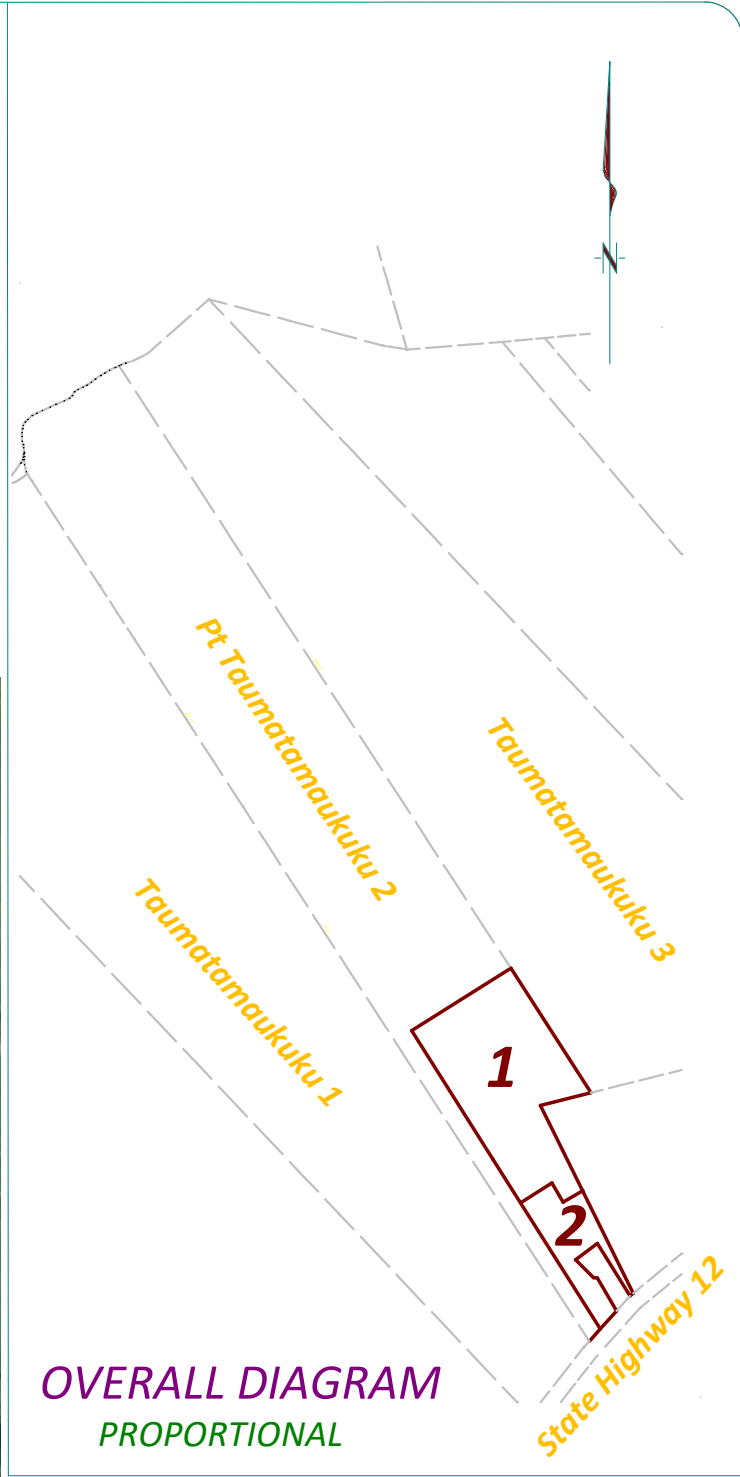 N
Pt Taumatamaukuku 2
Taumatamaukuku 3
Taumatamaukuku 1
1
2
State Highway 12
OVERALL DIAGRAM
PROPORTIONAL